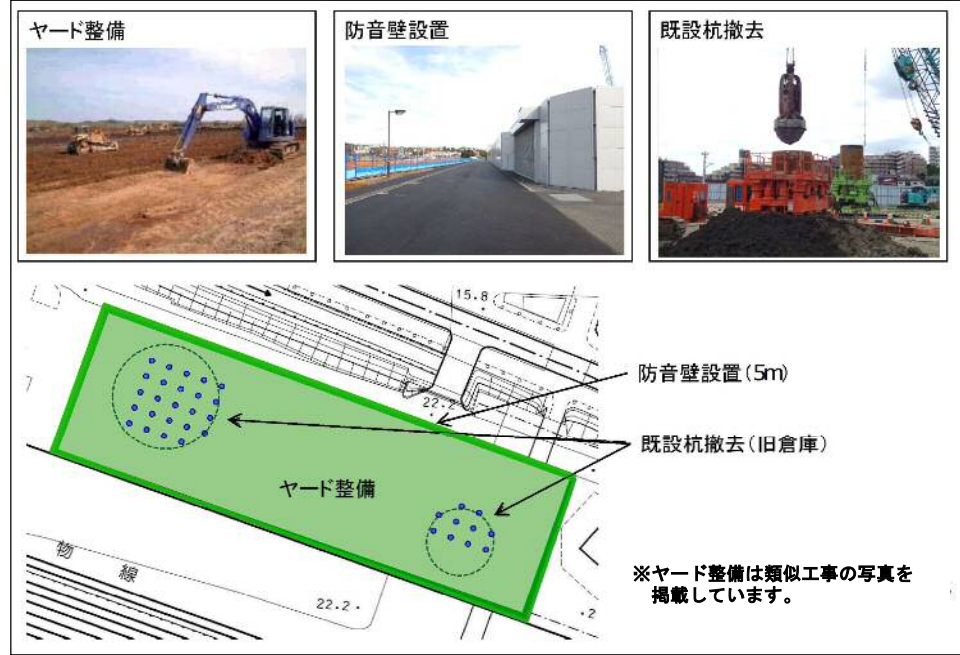 ヤード整備
防音壁設置
既設杭撤去
15.8
防音壁設置(5m)
22.2
既設杭撤去(旧倉庫)
ヤード整備
物
線
22.2
.2
※ヤード整備は類似工事の写真を
掲載しています。